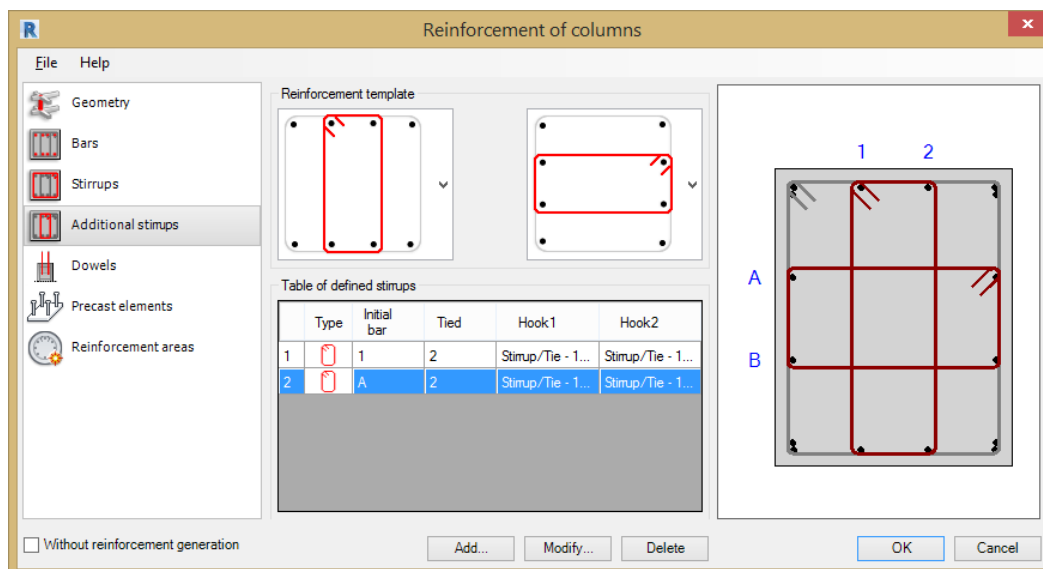 Reinforcement of columns
File Help
Geometry
Bars
Stirrups
Additional stirrups
Dowels
Precast elements
Reinforcement areas
Reinforcement template
Table of defined stirrups
Type Initial bar Tied Hook1 Hook2
1 1 2 Stirrup/Tie - 1... Stirrup/Tie - 1...
2 A 2 Stirrup/Tie - 1... Stirrup/Tie - 1...
1 2
A
B
Without reinforcement generation
Add... Modify... Delete
OK Cancel